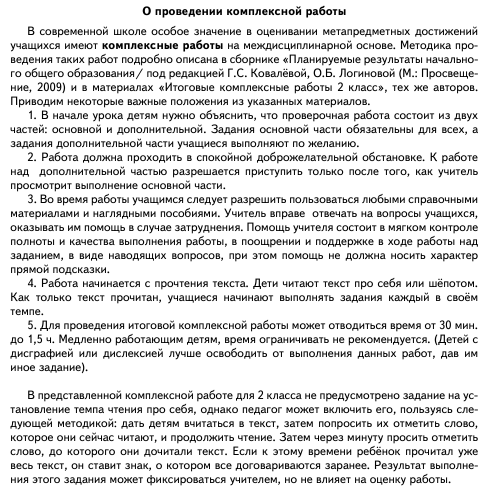 О проведении комплексной работы
В современной школе особое значение в оценивании метапредметных достижений
учащихся имеют комплексные работы на междисциплинарной основе. Методика про-
ведения таких работ подробно описана в сборнике «Планируемые результаты начально-
го общего образования/ под редакцией Г.С. Ковалёвой, О.Б. Логиновой (М.: Просвеще-
ние, 2009) и в материалах «Итоговые комплексные работы 2 класс», тех же авторов.
Приводим некоторые важные положения из указанных материалов.
1. В начале урока детям нужно объяснить, что проверочная работа состоит из двух
частей: основной и дополнительной. Задания основной части обязательны для всех, а
задания дополнительной части учащиеся выполняют по желанию.
2. Работа должна проходить в спокойной доброжелательной обстановке. К работе
над дополнительной частью разрешается приступить только после того, как учитель
просмотрит выполнение основной части.
3. Во время работы учащимся следует разрешить пользоваться любыми справочными
материалами и наглядными пособиями. Учитель вправе отвечать на вопросы учащихся,
оказывать им помощь в случае затруднения. Помощь учителя состоит в мягком контроле
полноты и качества выполнения работы, в поощрении и поддержке в ходе работы над
заданием, в виде наводящих вопросов, при этом помощь не должна носить характер
прямой подсказки.
4. Работа начинается с прочтения текста. Дети читают текст про себя или шёпотом.
Как только текст прочитан, учащиеся начинают выполнять задания каждый в своём
темпе.
5. Для проведения итоговой комплексной работы может отводиться время от 30 мин.
до 1,5 ч. Медленно работающим детям, время ограничивать не рекомендуется. (Детей с
дисграфией или дислексией лучше освободить от выполнения данных работ, дав им
иное задание).
В представленной комплексной работе для 2 класса не предусмотрено задание на ус-
тановление темпа чтения про себя, однако педагог может включить его, пользуясь сле-
дующей методикой: дать детям вчитаться в текст, затем попросить их отметить слово,
которое они сейчас читают, и продолжить чтение. Затем через минуту просить отметить
слово, до которого они дочитали текст. Если к этому времени ребёнок прочитал уже
весь текст, он ставит знак, о котором все договариваются заранее. Результат выполне-
ния этого задания может фиксироваться учителем, но не влияет на оценку работы.